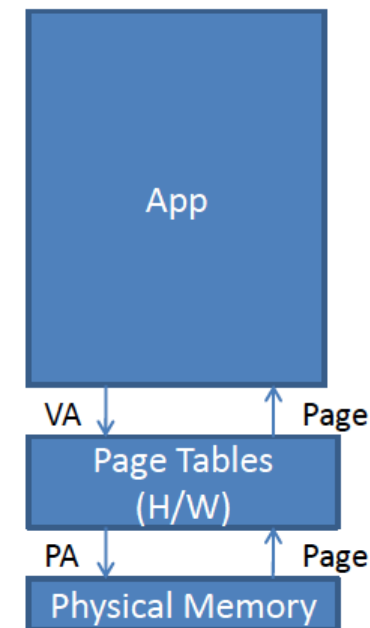 App
VA
Page
Page Tables
(H/W)
PA
Page
Physical Memory